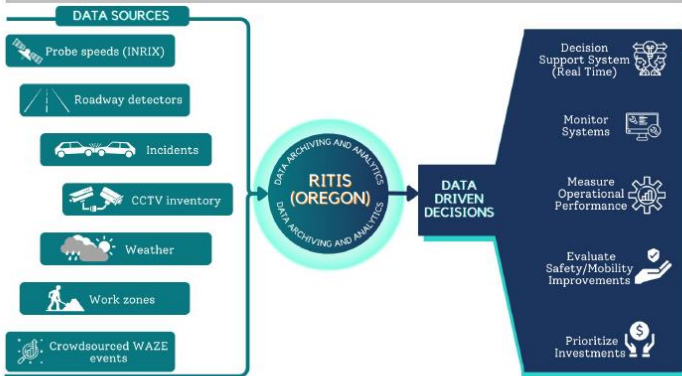 DATA SOURCES
Probe speeds (INRIX)
Roadway detectors
Incidents
CCTV inventory
Weather
Work zones
Crowdsourced WAZE
events
DATA ARCHIVING AND ANALYTICS
RITIS
(OREGON)
DATA ARCHIVING AND ANALYTICS
DATA
DRIVEN
DECISIONS
Decision
Support System
(Real Time)
Monitor
Systems
Measure
Operational
Performance
Evaluate
Safety/Mobility
Improvements
Prioritize
Investments
$